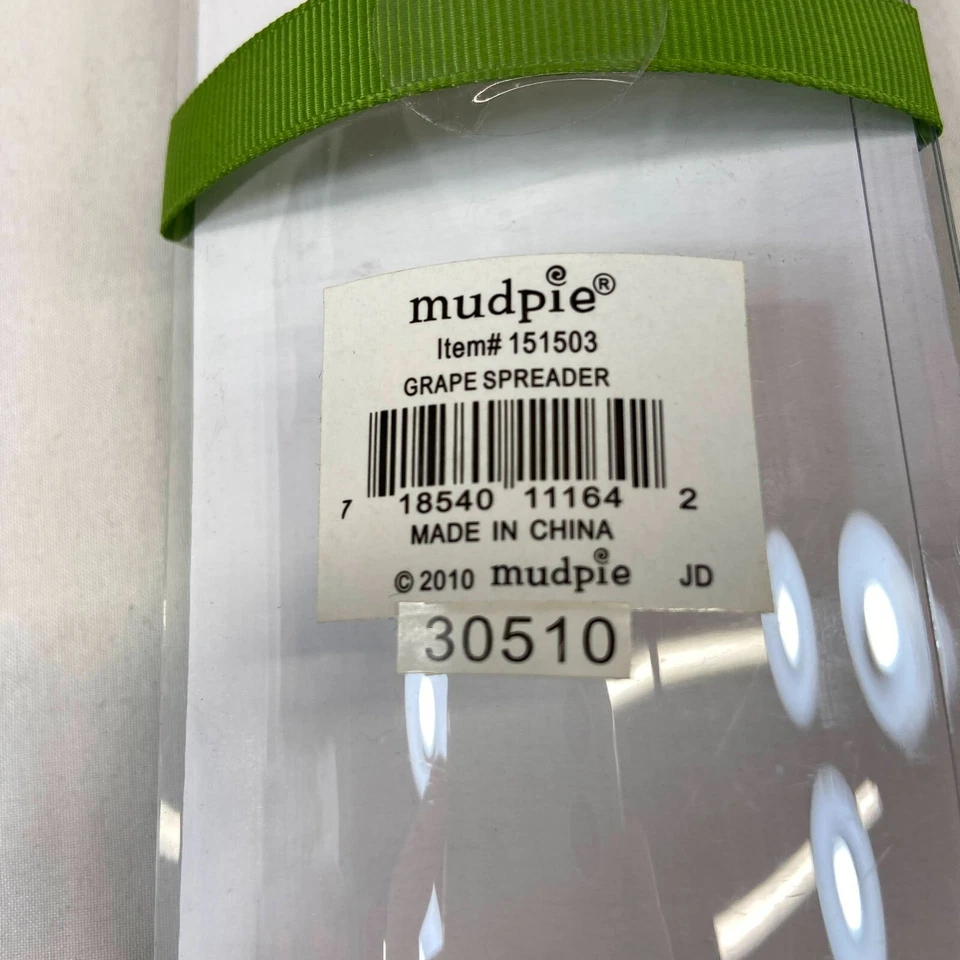 mudpie®
Item# 151503
GRAPE SPREADER
7 18540 11164 2
MADE IN CHINA
© 2010 mudpie JD
30510